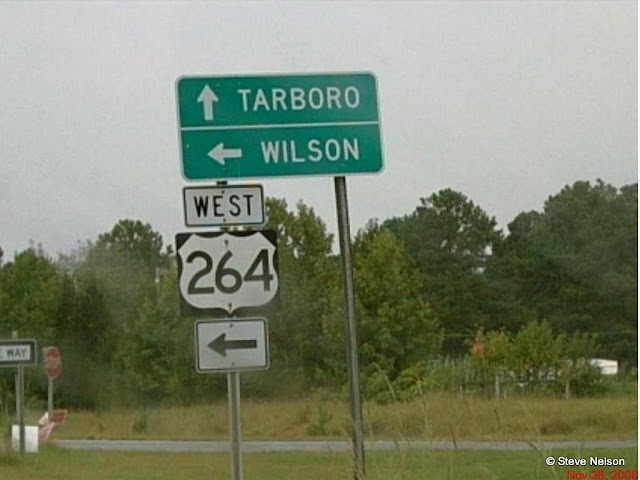 TARBORO
WILSON
WEST
264
WAY
© Steve Nelson